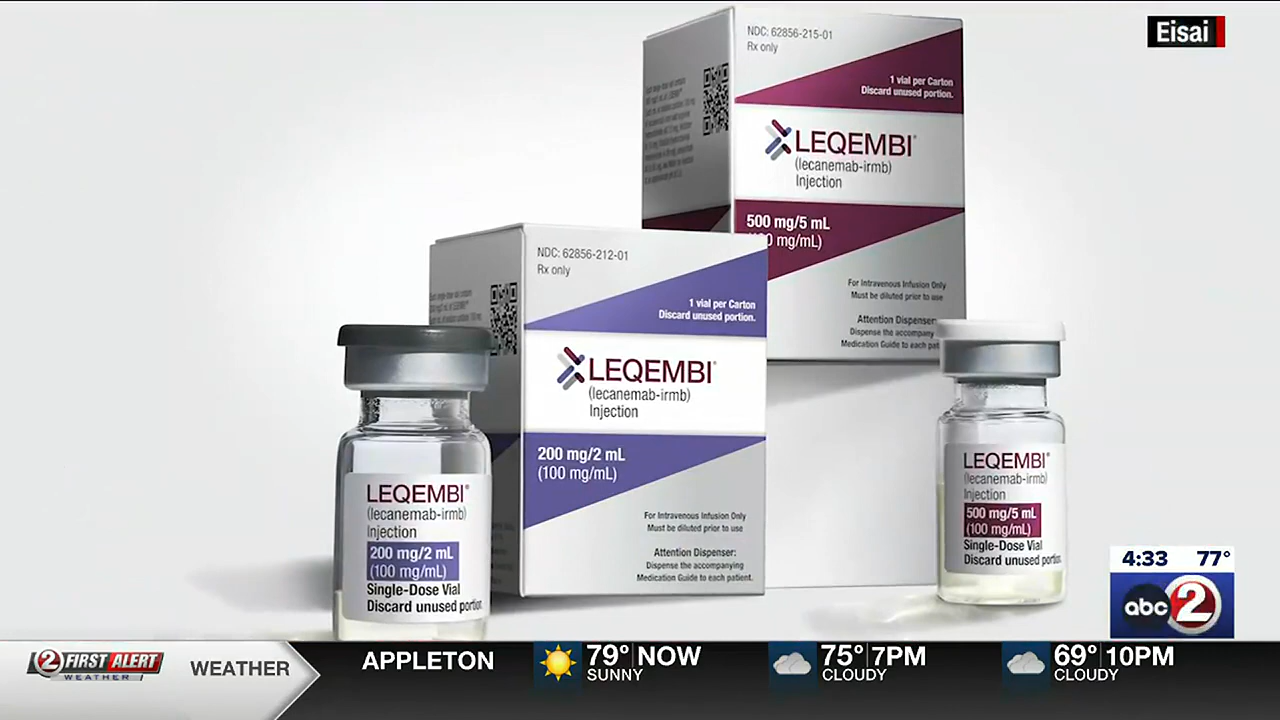 Eisai
NDC: 62856-215-01
Rx only
1 vial per Carton
Discard unused portion.
LEQEMBI®
(lecanemab-irmb)
Injection
500 mg/5 mL
mg/mL)
For Intravenous Infusion Only
Must be diluted prior to use
Attention Dispenser:
Dispense the accompany
Medication Guide to each pat
NDC: 62856-212-01
Rx only
1 vial per Carton
Discard unused portion.
LEQEMBI®
(lecanemab-irmb)
Injection
200 mg/2 mL
(100 mg/mL)
For Intravenous Infusion Only
Must be diluted prior to use
Attention Dispenser:
Dispense the accompanying
Medication Guide to each patient.
LEQEMBI®
(lecanemab-irmb)
Injection
200 mg/2 mL
(100 mg/mL)
Single-Dose Vial
Discard unused portion
LEQEMBI®
(lecanemab-irmb)
Injection
500 mg/5 mL
(100 mg/mL)
Single-Dose Vial
Discard unused portion
4:33 77°
abc 2
2 FIRST ALERT
WEATHER
WEATHER
APPLETON
79° NOW
SUNNY
75° 7PM
CLOUDY
69° 10PM
CLOUDY